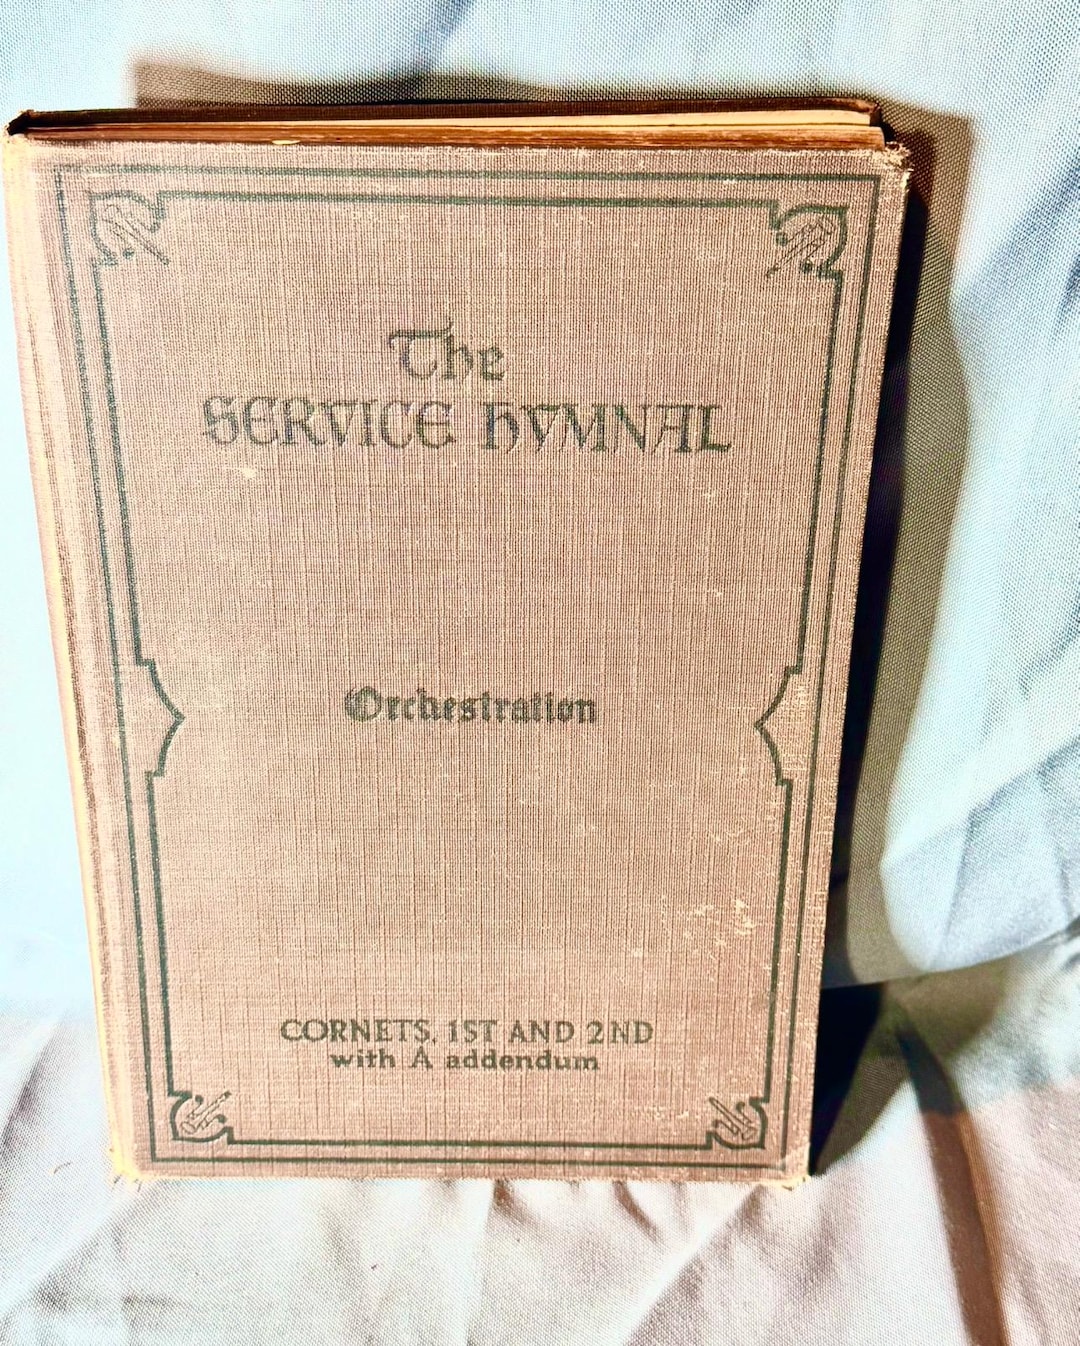 The
SERVICE HYMNAL
Orchestration
CORNETS, 1ST AND 2ND
with A addendum